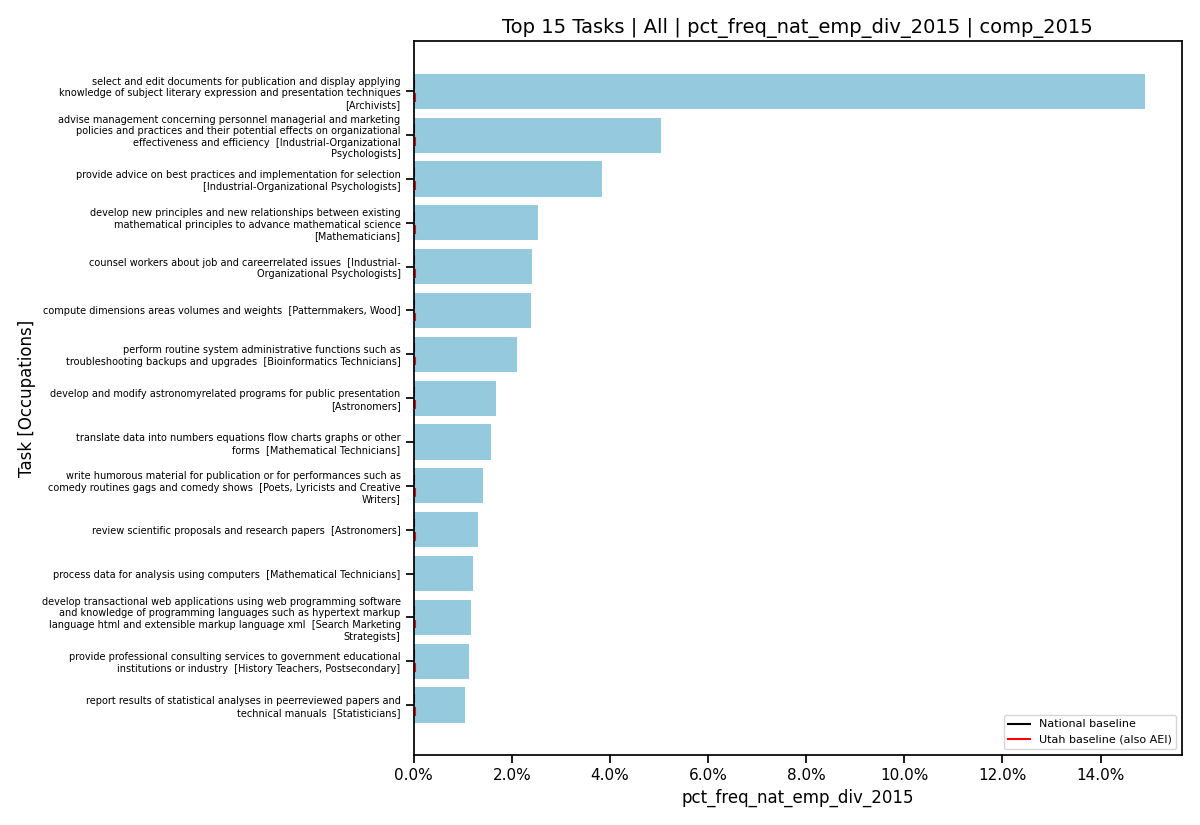 Top 15 Tasks | All | pct_freq_nat_emp_div_2015 | comp_2015
select and edit documents for publication and display applying
knowledge of subject literary expression and presentation techniques
[Archivists]
advise management concerning personnel managerial and marketing
policies and practices and their potential effects on organizational
effectiveness and efficiency  [Industrial-Organizational
Psychologists]
provide advice on best practices and implementation for selection
[Industrial-Organizational Psychologists]
develop new principles and new relationships between existing
mathematical principles to advance mathematical science
[Mathematicians]
counsel workers about job and careerrelated issues  [Industrial-
Organizational Psychologists]
compute dimensions areas volumes and weights  [Patternmakers, Wood]
perform routine system administrative functions such as
troubleshooting backups and upgrades  [Bioinformatics Technicians]
develop and modify astronomyrelated programs for public presentation
[Astronomers]
translate data into numbers equations flow charts graphs or other
forms  [Mathematical Technicians]
write humorous material for publication or for performances such as
comedy routines gags and comedy shows  [Poets, Lyricists and Creative
Writers]
review scientific proposals and research papers  [Astronomers]
process data for analysis using computers  [Mathematical Technicians]
develop transactional web applications using web programming software
and knowledge of programming languages such as hypertext markup
language html and extensible markup language xml  [Search Marketing
Strategists]
provide professional consulting services to government educational
institutions or industry  [History Teachers, Postsecondary]
report results of statistical analyses in peerreviewed papers and
technical manuals  [Statisticians]
Task [Occupations]
National baseline
Utah baseline (also AEI)
0.0% 2.0% 4.0% 6.0% 8.0% 10.0% 12.0% 14.0%
pct_freq_nat_emp_div_2015